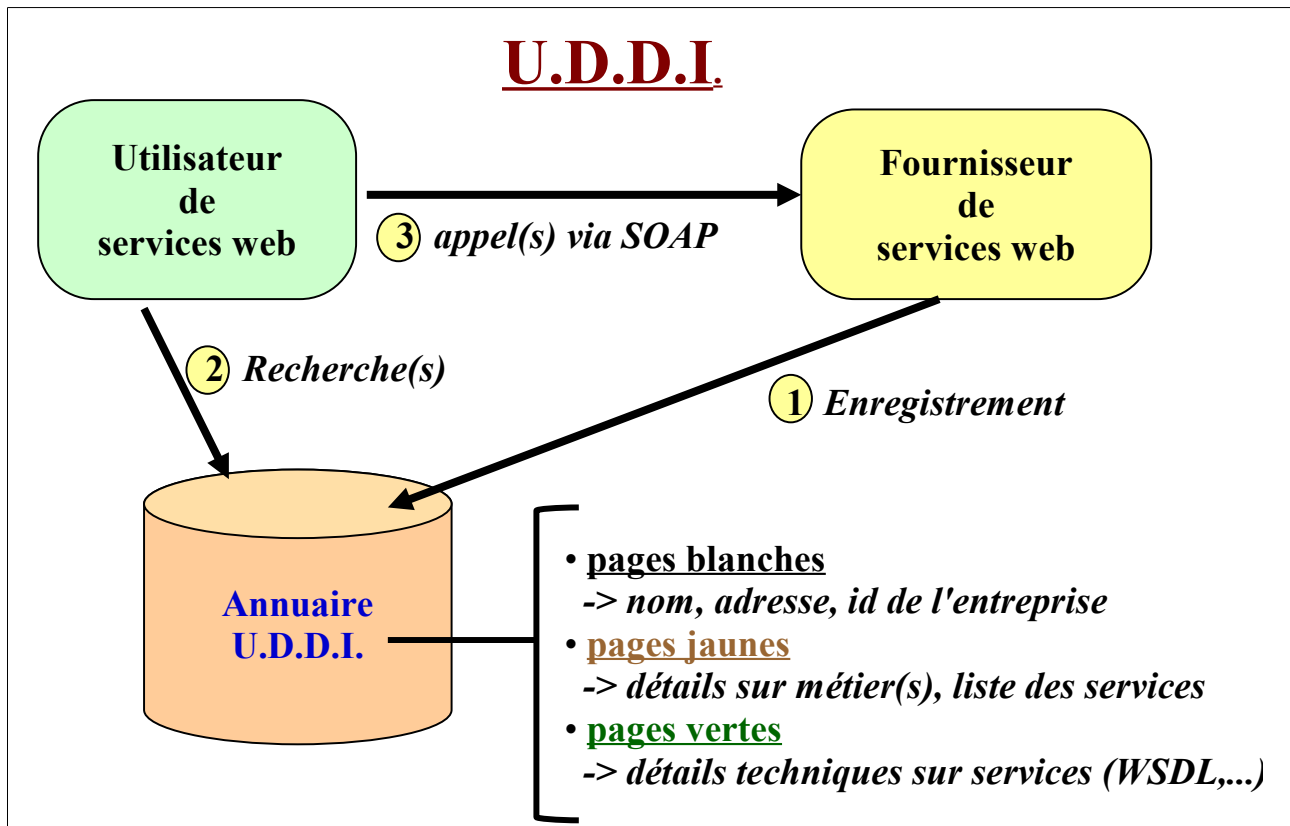 U.D.D.I.
Utilisateur
de
services web
Fournisseur
de
services web
3 appel(s) via SOAP
2 Recherche(s)
1 Enregistrement
Annuaire
U.D.D.I.
• pages blanches
-> nom, adresse, id de l'entreprise
• pages jaunes
-> détails sur métier(s), liste des services
• pages vertes
-> détails techniques sur services (WSDL,...)